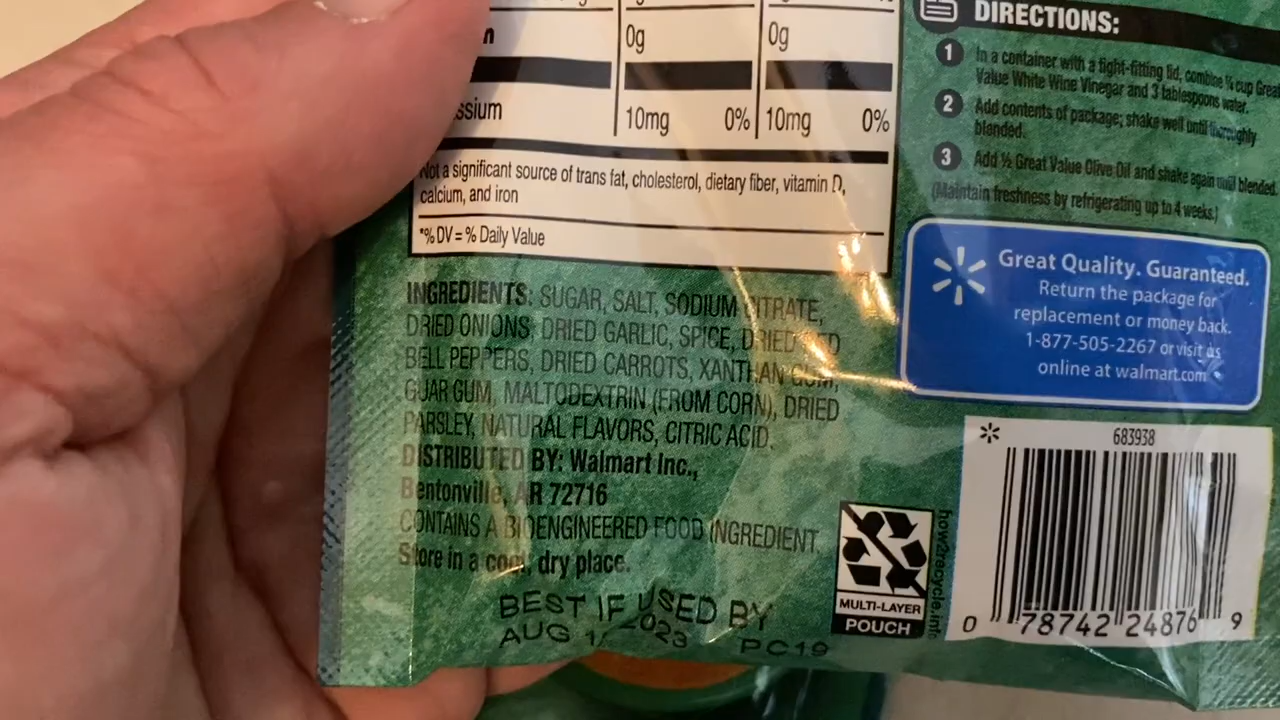 0g 0g
ssium 10mg 0% 10mg 0%
Not a significant source of trans fat, cholesterol, dietary fiber, vitamin D,
calcium, and iron
*% DV = % Daily Value
INGREDIENTS: SUGAR, SALT, SODIUM CITRATE,
DRIED ONIONS, DRIED GARLIC, SPICE, DRIED RED
BELL PEPPERS, DRIED CARROTS, XANTHAN GUM,
GUAR GUM, MALTODEXTRIN (FROM CORN), DRIED
PARSLEY, NATURAL FLAVORS, CITRIC ACID.
DISTRIBUTED BY: Walmart Inc.,
Bentonville, AR 72716
CONTAINS A BIOENGINEERED FOOD INGREDIENT
Store in a cool, dry place.
BEST IF USED BY
AUG 2023 PC19
DIRECTIONS:
1 In a container with a tight-fitting lid, combine ¼ cup Great
Value White Wine Vinegar and 3 tablespoons water.
2 Add contents of package; shake well until thoroughly
blended.
3 Add ½ Great Value Olive Oil and shake again until blended.
(Maintain freshness by refrigerating up to 4 weeks.)
Great Quality. Guaranteed.
Return the package for
replacement or money back.
1-877-505-2267 or visit us
online at walmart.com
683938
0 78742 24876 9
MULTI-LAYER
POUCH
how2recycle.info